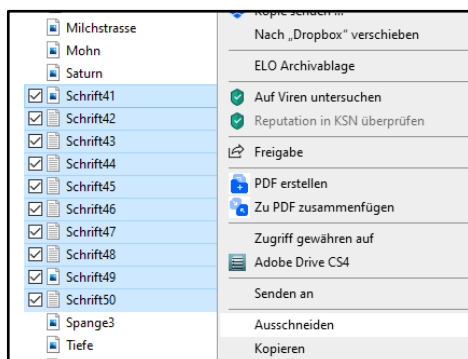 Milchstrasse
Mohn
Saturn
Schrift41
Schrift42
Schrift43
Schrift44
Schrift45
Schrift46
Schrift47
Schrift48
Schrift49
Schrift50
Spange3
Tiefe
Kopie senden ...
Nach „Dropbox“ verschieben
ELO Archivablage
Auf Viren untersuchen
Reputation in KSN überprüfen
Freigabe
PDF erstellen
Zu PDF zusammenfügen
Zugriff gewähren auf
Adobe Drive CS4
Senden an
Ausschneiden
Kopieren